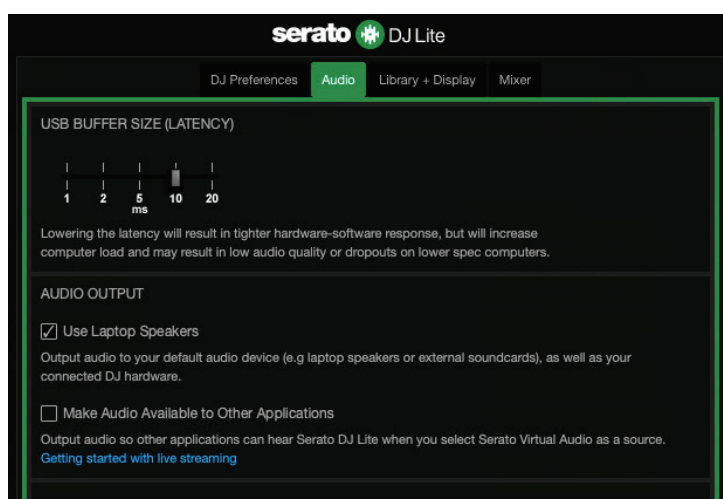 serato DJ Lite
DJ Preferences Audio Library + Display Mixer
USB BUFFER SIZE (LATENCY)
1 2 5 10 20
ms
Lowering the latency will result in tighter hardware-software response, but will increase
computer load and may result in low audio quality or dropouts on lower spec computers.
AUDIO OUTPUT
Use Laptop Speakers
Output audio to your default audio device (e.g laptop speakers or external soundcards), as well as your
connected DJ hardware.
Make Audio Available to Other Applications
Output audio so other applications can hear Serato DJ Lite when you select Serato Virtual Audio as a source.
Getting started with live streaming